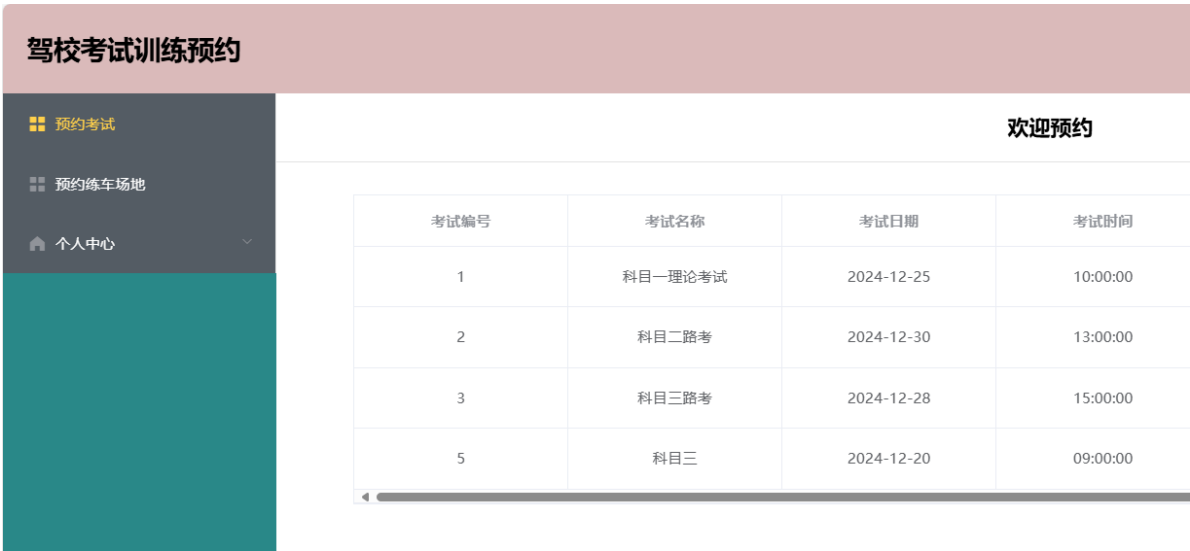 驾校考试训练预约
预约考试
预约练车场地
个人中心
欢迎预约
考试编号 考试名称 考试日期 考试时间
1 科目一理论考试 2024-12-25 10:00:00
2 科目二路考 2024-12-30 13:00:00
3 科目三路考 2024-12-28 15:00:00
5 科目三 2024-12-20 09:00:00